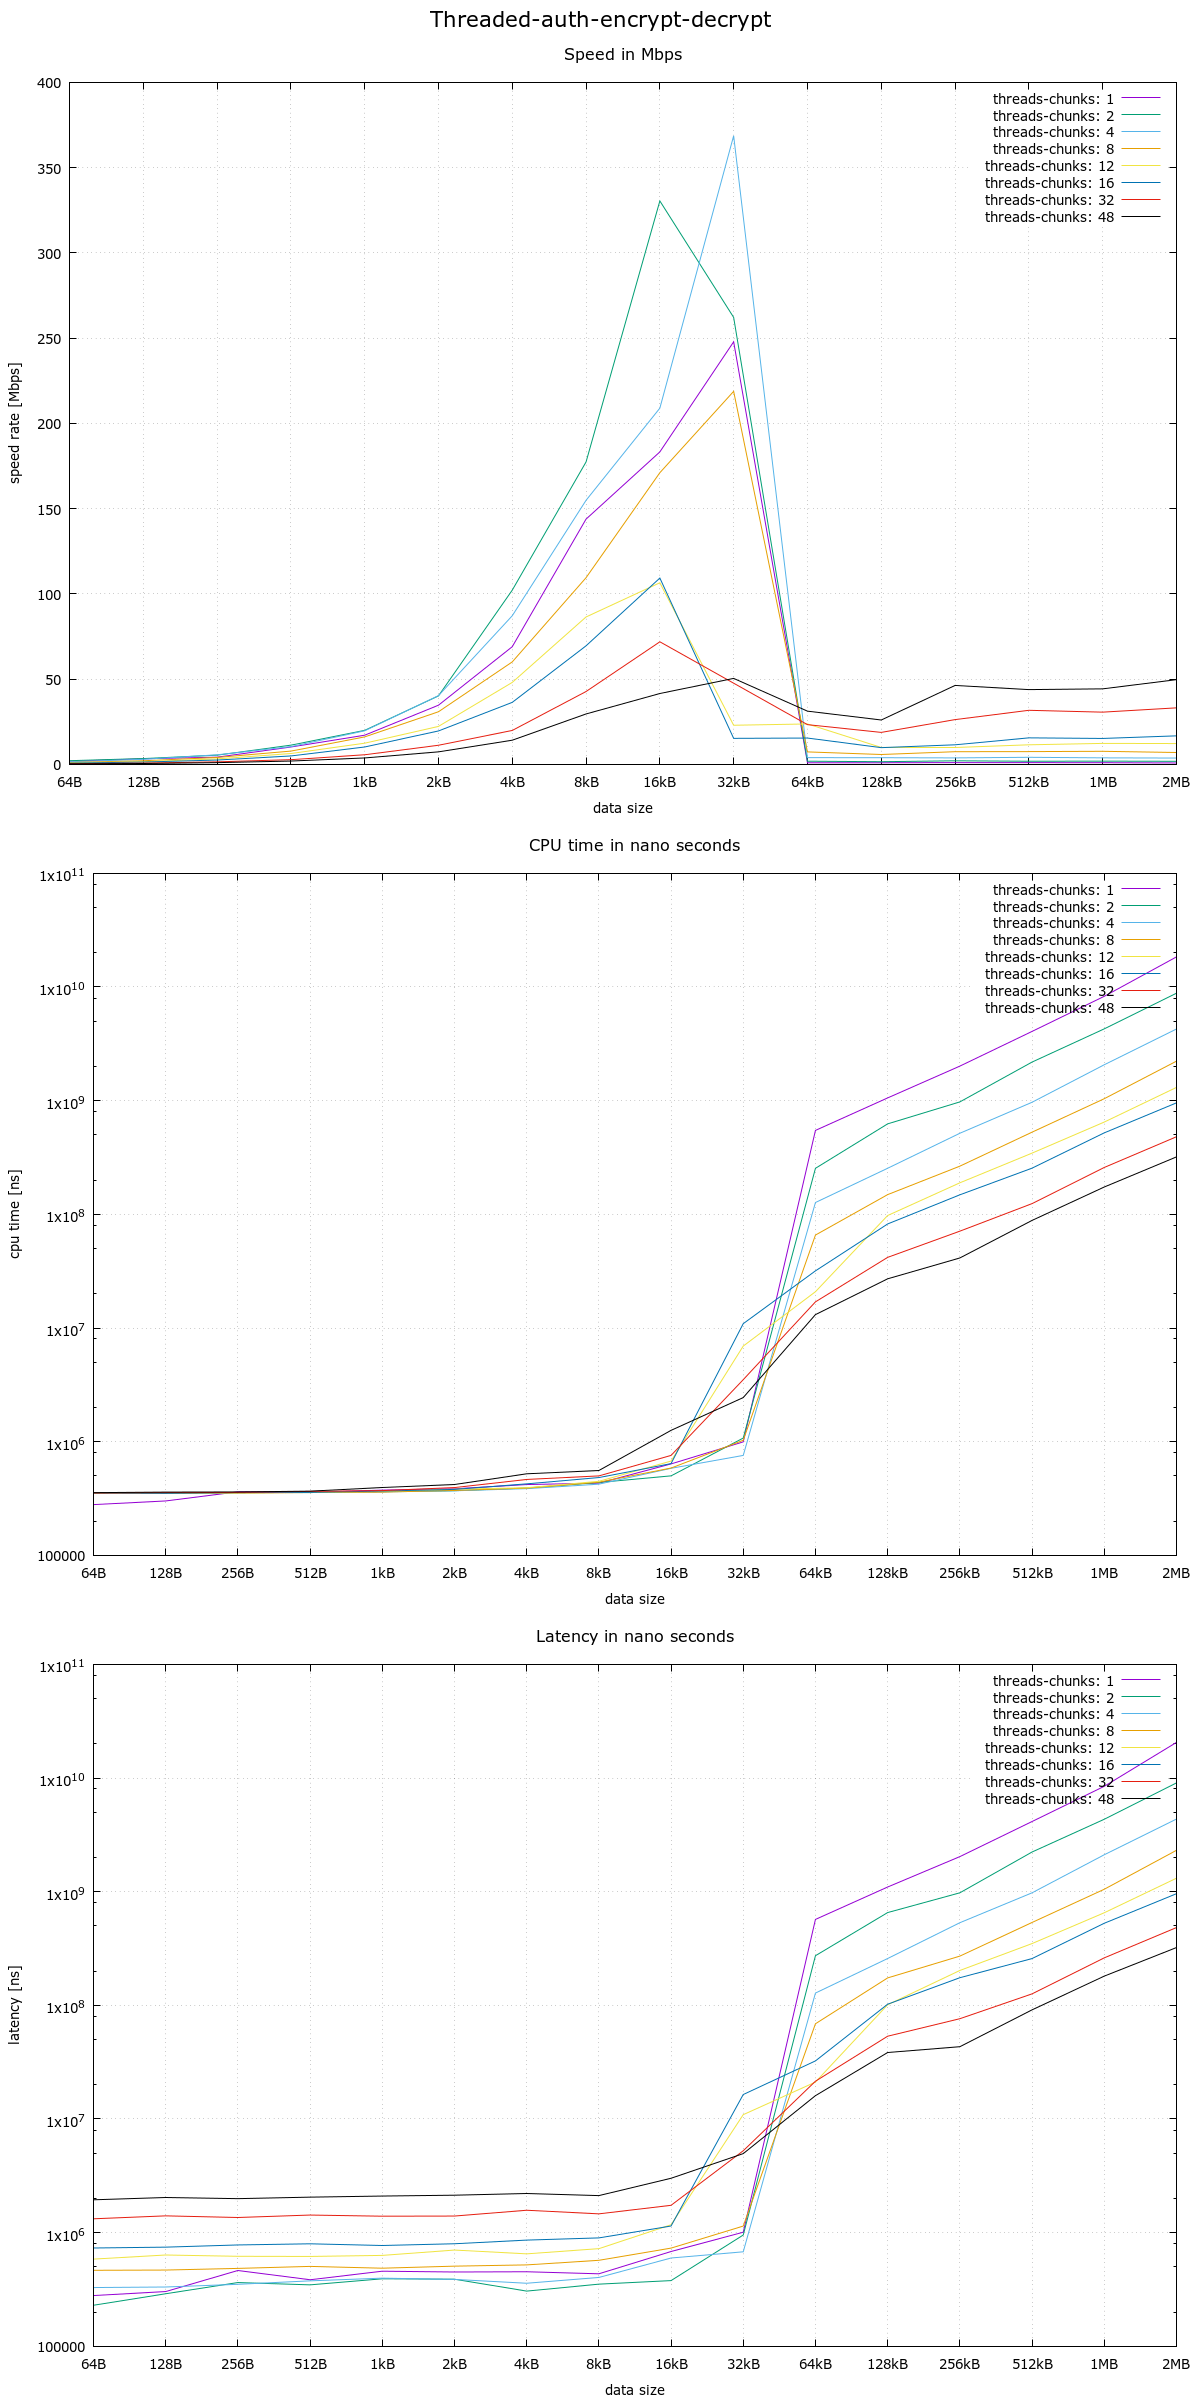 Threaded-auth-encrypt-decrypt
Speed in Mbps
400
350
300
250
200
150
100
50
0
speed rate [Mbps]
threads-chunks: 1
threads-chunks: 2
threads-chunks: 4
threads-chunks: 8
threads-chunks: 12
threads-chunks: 16
threads-chunks: 32
threads-chunks: 48
64B 128B 256B 512B 1kB 2kB 4kB 8kB 16kB 32kB 64kB 128kB 256kB 512kB 1MB 2MB
data size
CPU time in nano seconds
1x10^11
1x10^10
1x10^9
1x10^8
1x10^7
1x10^6
100000
cpu time [ns]
threads-chunks: 1
threads-chunks: 2
threads-chunks: 4
threads-chunks: 8
threads-chunks: 12
threads-chunks: 16
threads-chunks: 32
threads-chunks: 48
64B 128B 256B 512B 1kB 2kB 4kB 8kB 16kB 32kB 64kB 128kB 256kB 512kB 1MB 2MB
data size
Latency in nano seconds
1x10^11
1x10^10
1x10^9
1x10^8
1x10^7
1x10^6
100000
latency [ns]
threads-chunks: 1
threads-chunks: 2
threads-chunks: 4
threads-chunks: 8
threads-chunks: 12
threads-chunks: 16
threads-chunks: 32
threads-chunks: 48
64B 128B 256B 512B 1kB 2kB 4kB 8kB 16kB 32kB 64kB 128kB 256kB 512kB 1MB 2MB
data size